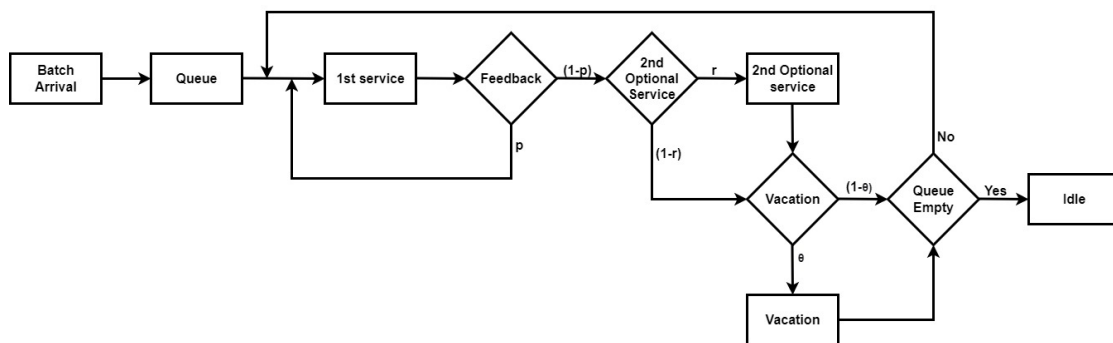 Batch
Arrival
Queue
1st service
Feedback
(1-p)
2nd
Optional
Service
r
2nd Optional
service
p
(1-r)
No
Vacation
(1-θ)
Queue
Empty
Yes
Idle
θ
Vacation